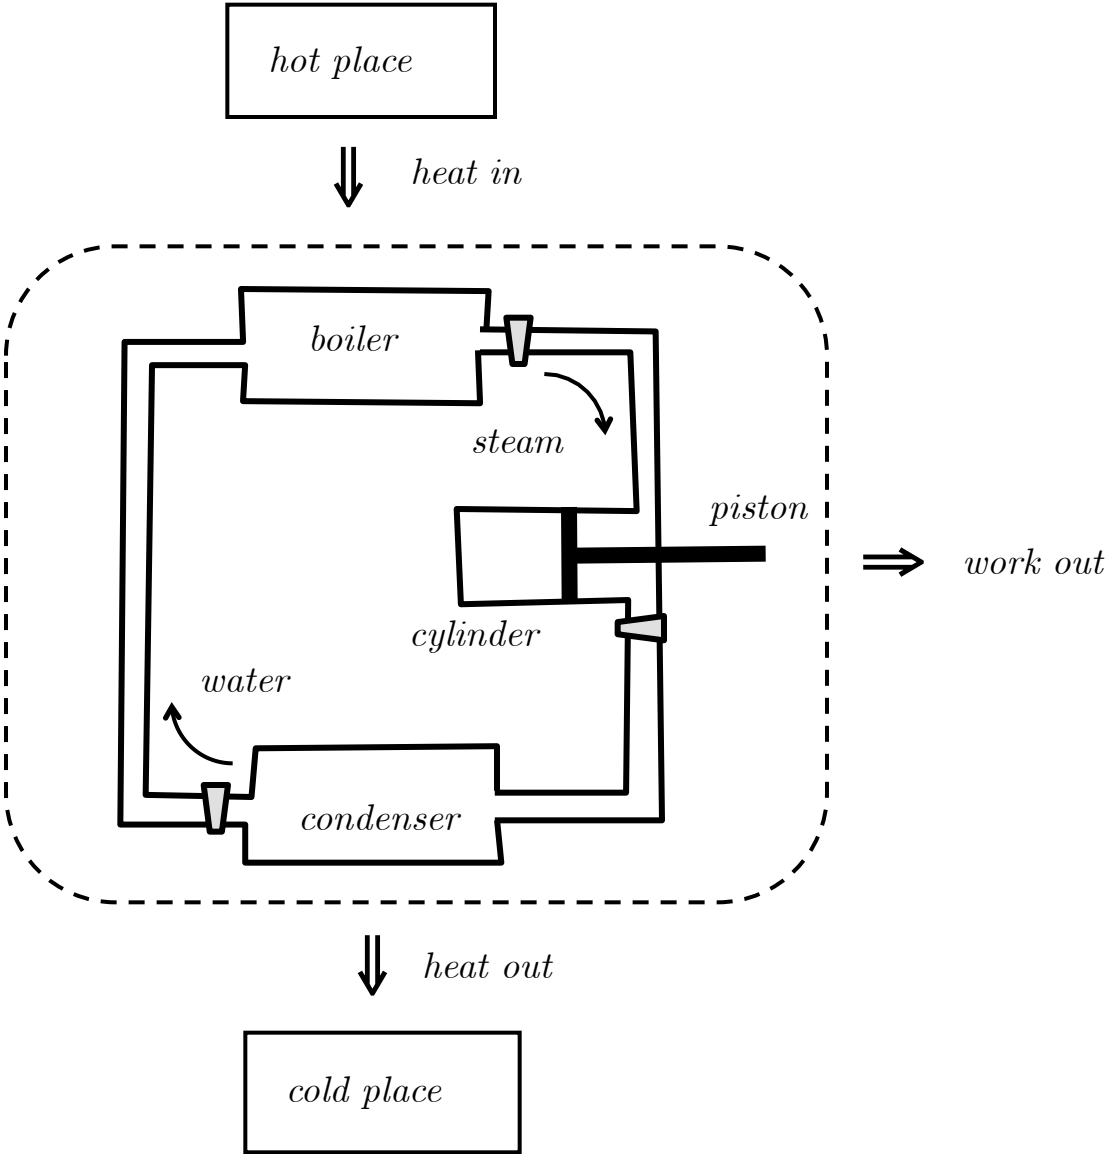 hot place
heat in
boiler
steam
piston
work out
cylinder
water
condenser
heat out
cold place